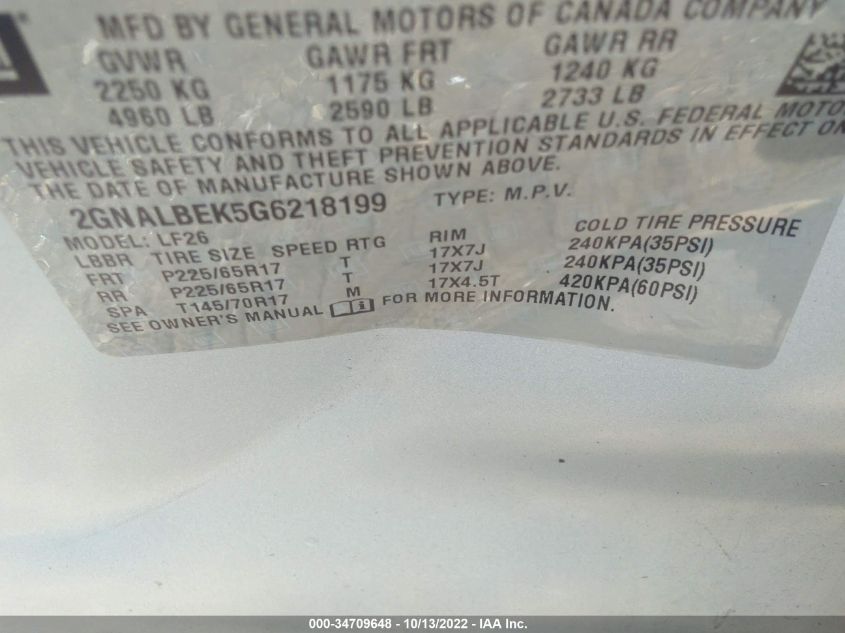 MFD BY GENERAL MOTORS OF CANADA COMPANY
GVWR GAWR FRT GAWR RR
2250 KG 1175 KG 1240 KG
4960 LB 2590 LB 2733 LB
THIS VEHICLE CONFORMS TO ALL APPLICABLE U.S. FEDERAL MOTO
VEHICLE SAFETY AND THEFT PREVENTION STANDARDS IN EFFECT ON
THE DATE OF MANUFACTURE SHOWN ABOVE.
2GNALBEK5G6218199 TYPE: M.P.V.
MODEL: LF26
LBBR TIRE SIZE SPEED RTG RIM COLD TIRE PRESSURE
FRT P225/65R17 T 17X7J 240KPA(35PSI)
RR P225/65R17 T 17X7J 240KPA(35PSI)
SPA T145/70R17 M 17X4.5T 420KPA(60PSI)
SEE OWNER'S MANUAL FOR MORE INFORMATION.
000-34709648 - 10/13/2022 - IAA Inc.